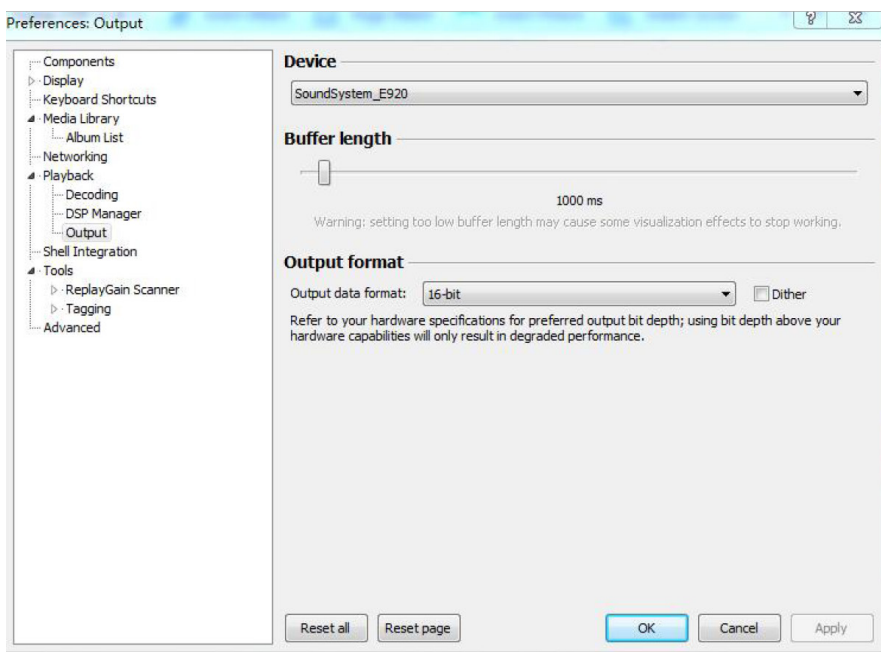 Preferences: Output
Components
Display
Keyboard Shortcuts
Media Library
Album List
Networking
Playback
Decoding
DSP Manager
Output
Shell Integration
Tools
ReplayGain Scanner
Tagging
Advanced
Device
SoundSystem_E920
Buffer length
1000 ms
Warning: setting too low buffer length may cause some visualization effects to stop working.
Output format
Output data format: 16-bit Dither
Refer to your hardware specifications for preferred output bit depth; using bit depth above your
hardware capabilities will only result in degraded performance.
Reset all Reset page OK Cancel Apply